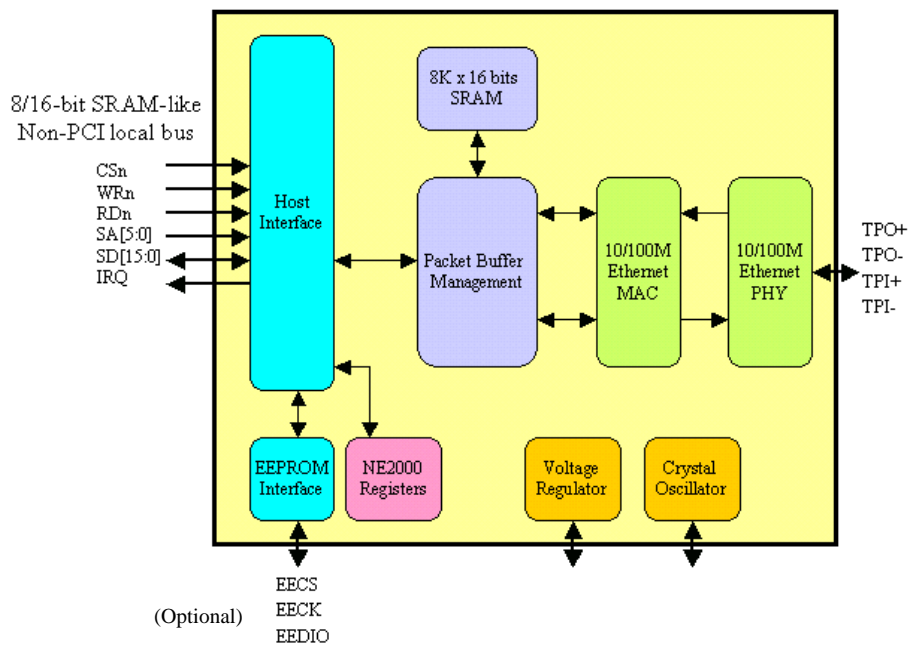 8/16-bit SRAM-like
Non-PCI local bus
CSn
WRn
RDn
SA[5:0]
SD[15:0]
IRQ
Host
Interface
8K x 16 bits
SRAM
Packet Buffer
Management
10/100M
Ethernet
MAC
10/100M
Ethernet
PHY
TPO+
TPO-
TPI+
TPI-
EEPROM
Interface
NE2000
Registers
Voltage
Regulator
Crystal
Oscillator
(Optional)
EECS
EECK
EEDIO